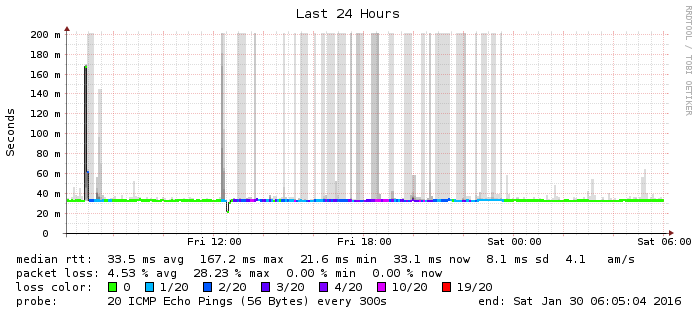 Last 24 Hours
RRDTOOL / TOBI OETIKER
Seconds
200 m
180 m
160 m
140 m
120 m
100 m
80 m
60 m
40 m
20 m
0
Fri 12:00 Fri 18:00 Sat 00:00 Sat 06:00
median rtt: 33.5 ms avg 167.2 ms max 21.6 ms min 33.1 ms now 8.1 ms sd 4.1 am/s
packet loss: 4.53 % avg 28.23 % max 0.00 % min 0.00 % now
loss color: 0 1/20 2/20 3/20 4/20 10/20 19/20
probe: 20 ICMP Echo Pings (56 Bytes) every 300s end: Sat Jan 30 06:05:04 2016